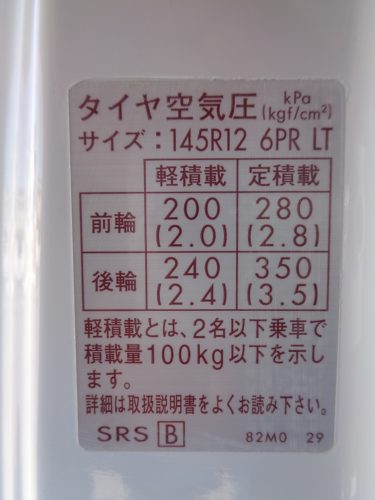 タイヤ空気圧 kPa (kgf/cm²)
サイズ：145R12 6PR LT
軽積載 定積載
前輪 200 (2.0) 280 (2.8)
後輪 240 (2.4) 350 (3.5)
軽積載とは、2名以下乗車で
積載量100kg以下を示し
ます。
詳細は取扱説明書をよくお読み下さい。
SRS B 82M0 29